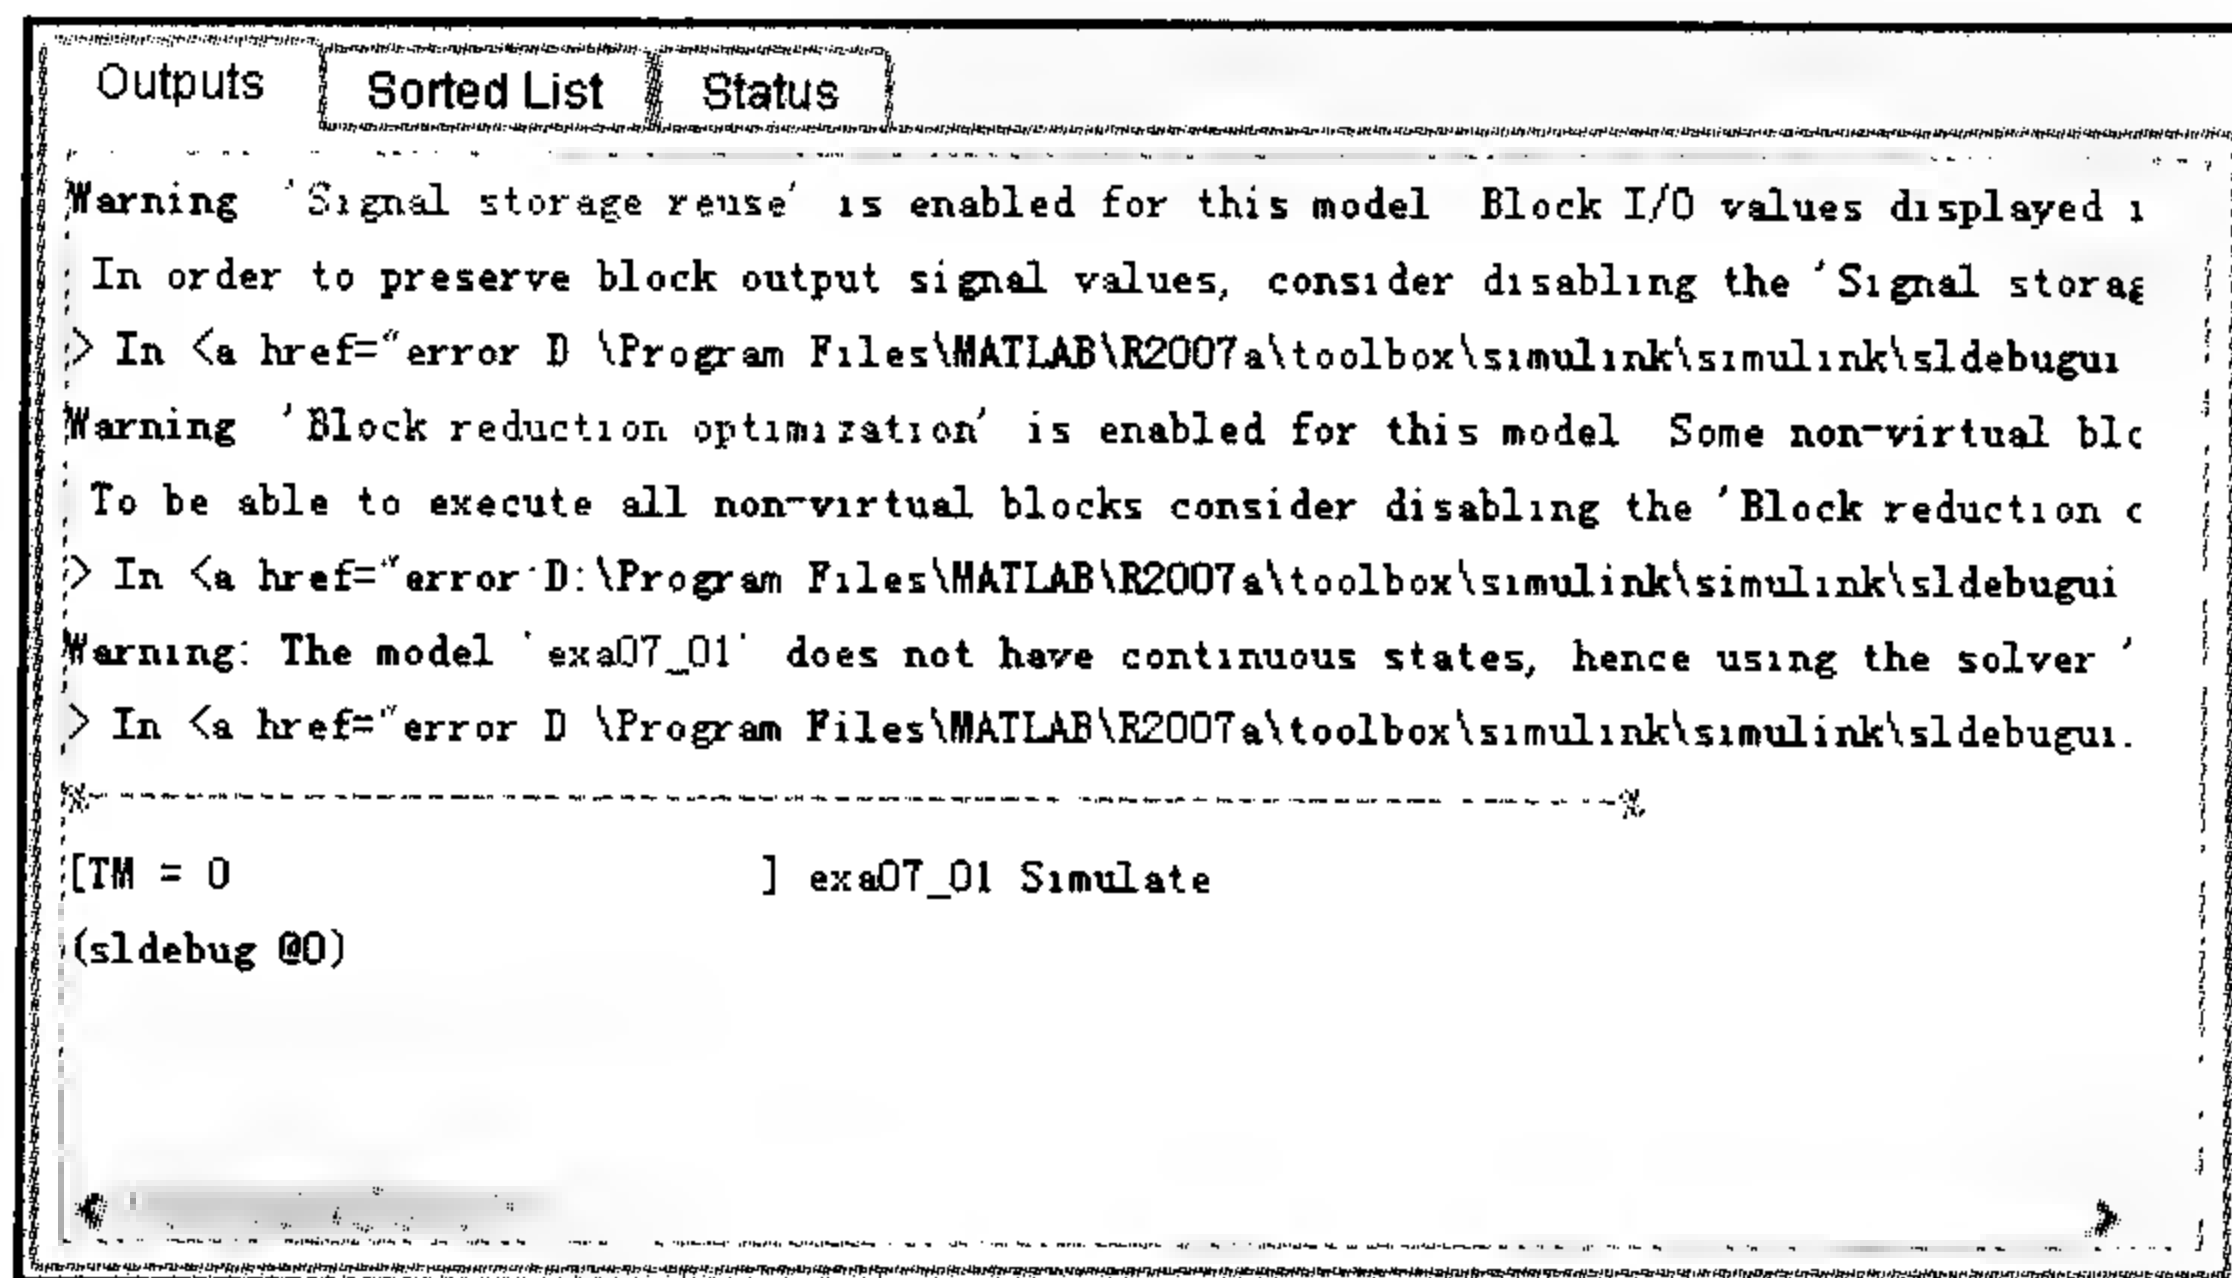 Outputs Sorted List Status
Warning 'Signal storage reuse' is enabled for this model Block I/O values displayed i
In order to preserve block output signal values, consider disabling the 'Signal storag
> In <a href="error D \Program Files\MATLAB\R2007a\toolbox\simulink\simulink\sldebugui
Warning 'Block reduction optimization' is enabled for this model Some non-virtual blo
To be able to execute all non-virtual blocks consider disabling the 'Block reduction o
> In <a href="error D:\Program Files\MATLAB\R2007a\toolbox\simulink\simulink\sldebugui
Warning: The model 'exa07_01' does not have continuous states, hence using the solver '
> In <a href="error D \Program Files\MATLAB\R2007a\toolbox\simulink\simulink\sldebugui.
%----------------------------------------------------------------%
[TM = 0 ] exa07_01 Simulate
(sldebug @0)